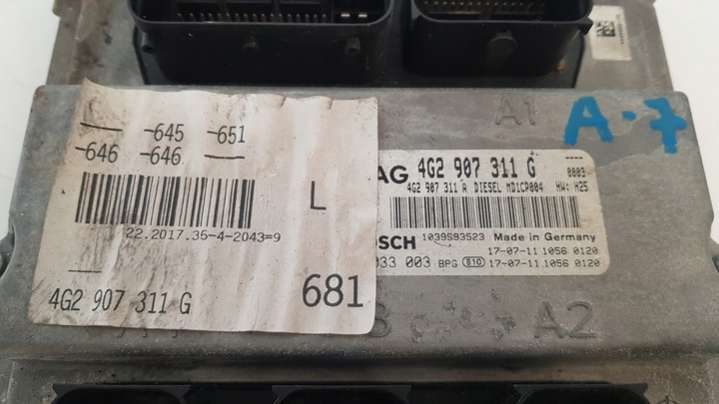 A1
A-7
-645 -651
-646 -646
L
22.2017.35-4-2043=9
4G2 907 311 G
681
AG 4G2 907 311 G
0003
4G2 907 311 A DIESEL MD1CP004 HW: H25
SCH 1039S93523 Made in Germany
17-07-11 1056 0120
033 003 BPG E10 17-07-11 1056 0120
A2